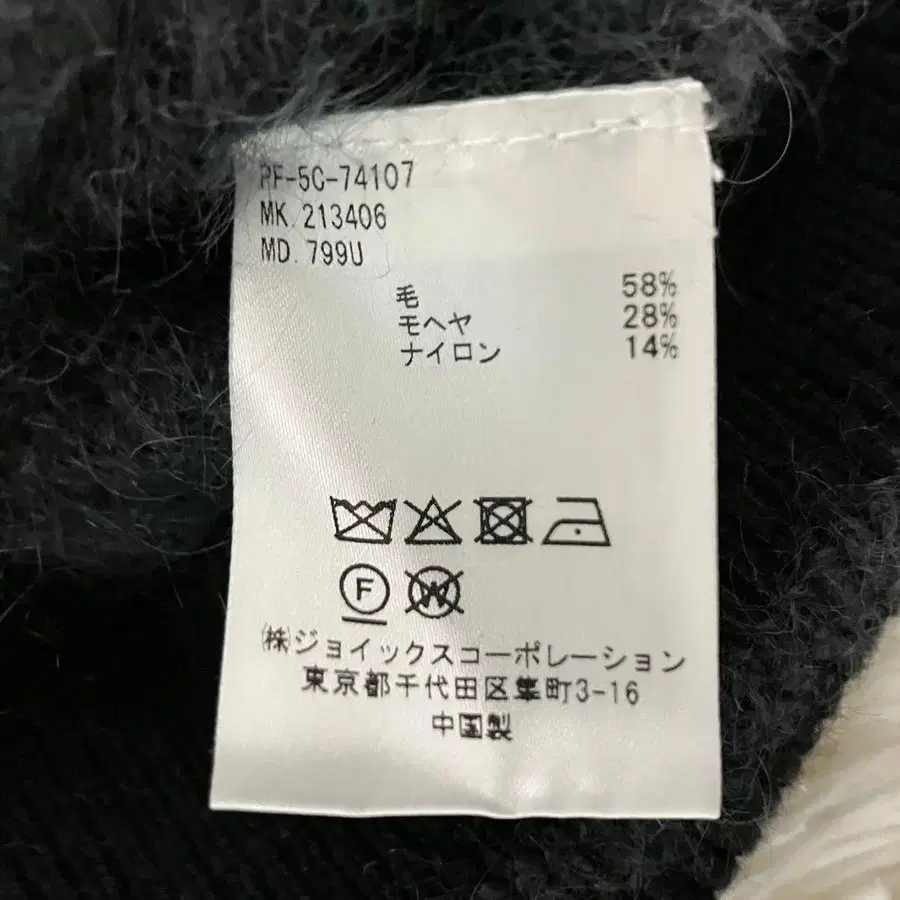 PF-5C-74107
MK. 213406
MD. 799U
毛 58%
モヘヤ 28%
ナイロン 14%
F W
㈱ジョイックスコーポレーション
東京都千代田区隼町3-16
中国製